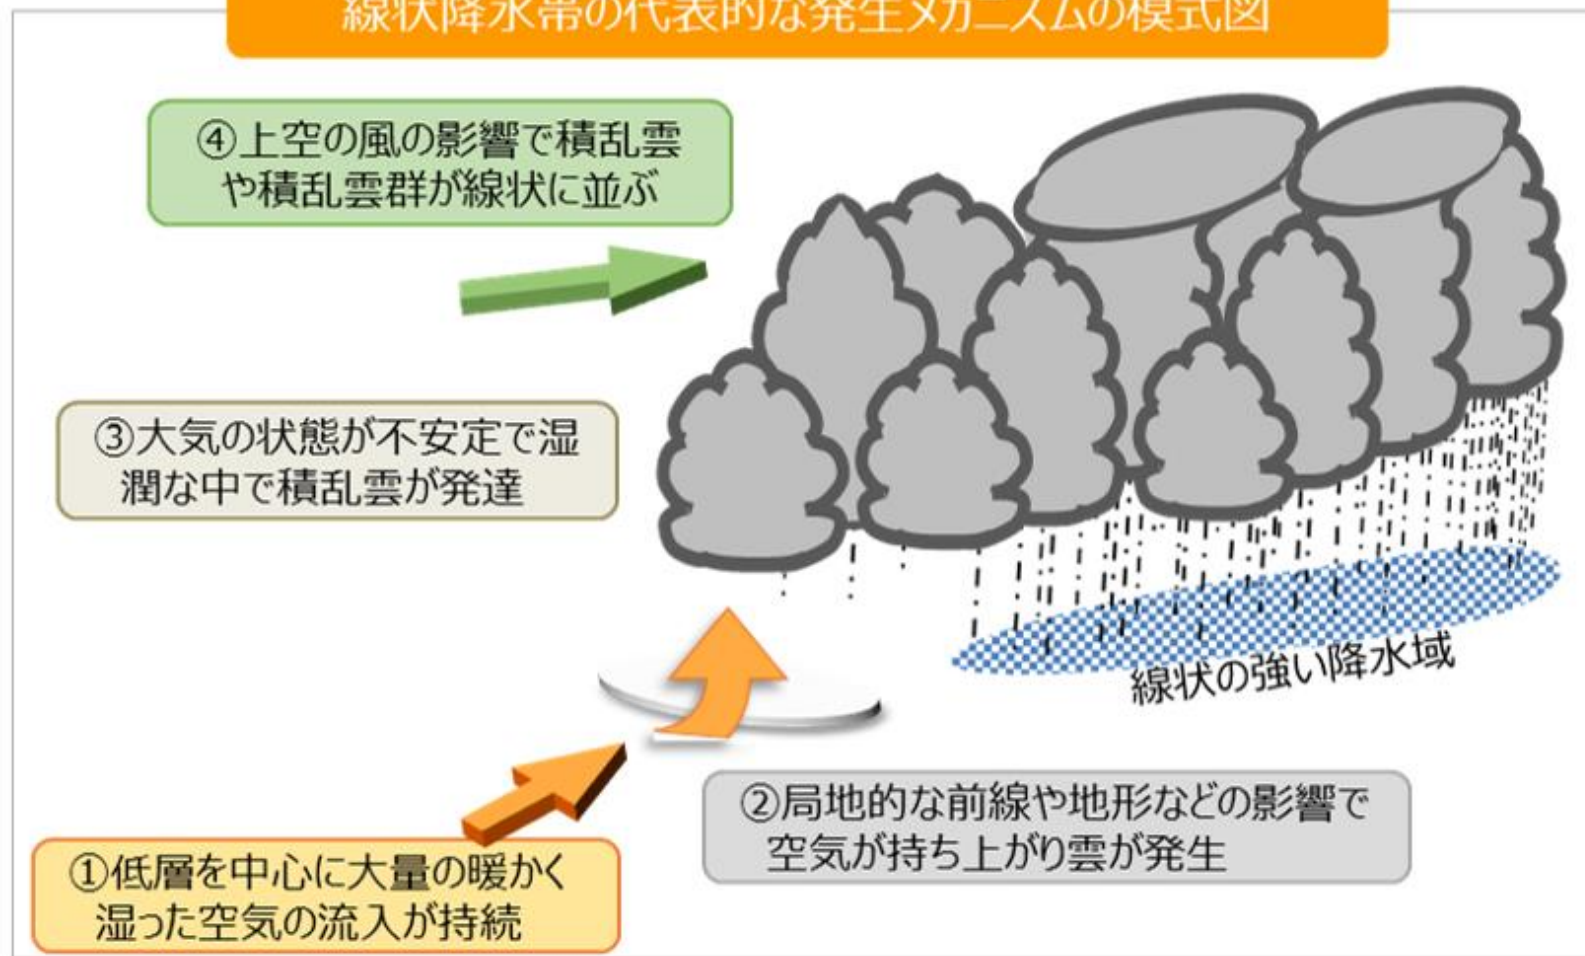 線状降水帯の代表的な発生メカニズムの模式図
④上空の風の影響で積乱雲
や積乱雲群が線状に並ぶ
③大気の状態が不安定で湿
潤な中で積乱雲が発達
線状の強い降水域
②局地的な前線や地形などの影響で
空気が持ち上がり雲が発生
①低層を中心に大量の暖かく
湿った空気の流入が持続